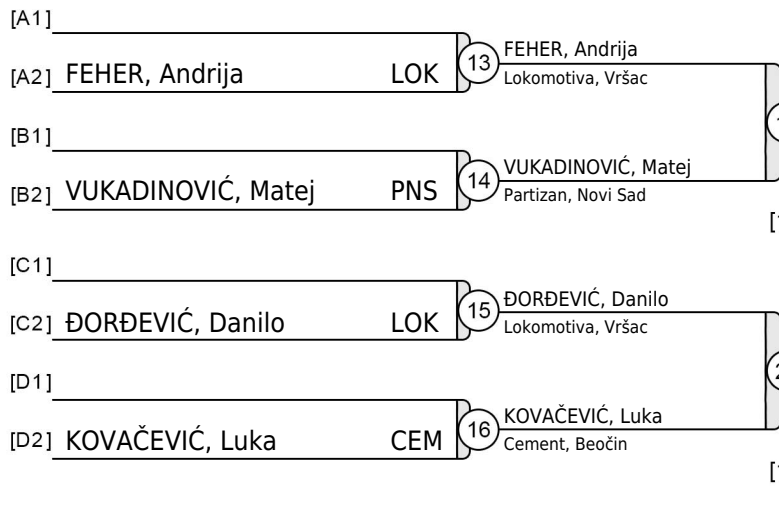 [A1]
[A2] FEHER, Andrija LOK
13
FEHER, Andrija
Lokomotiva, Vršac
[B1]
[B2] VUKADINOVIĆ, Matej PNS
14
VUKADINOVIĆ, Matej
Partizan, Novi Sad
[C1]
[C2] ĐORĐEVIĆ, Danilo LOK
15
ĐORĐEVIĆ, Danilo
Lokomotiva, Vršac
[D1]
[D2] KOVAČEVIĆ, Luka CEM
16
KOVAČEVIĆ, Luka
Cement, Beočin